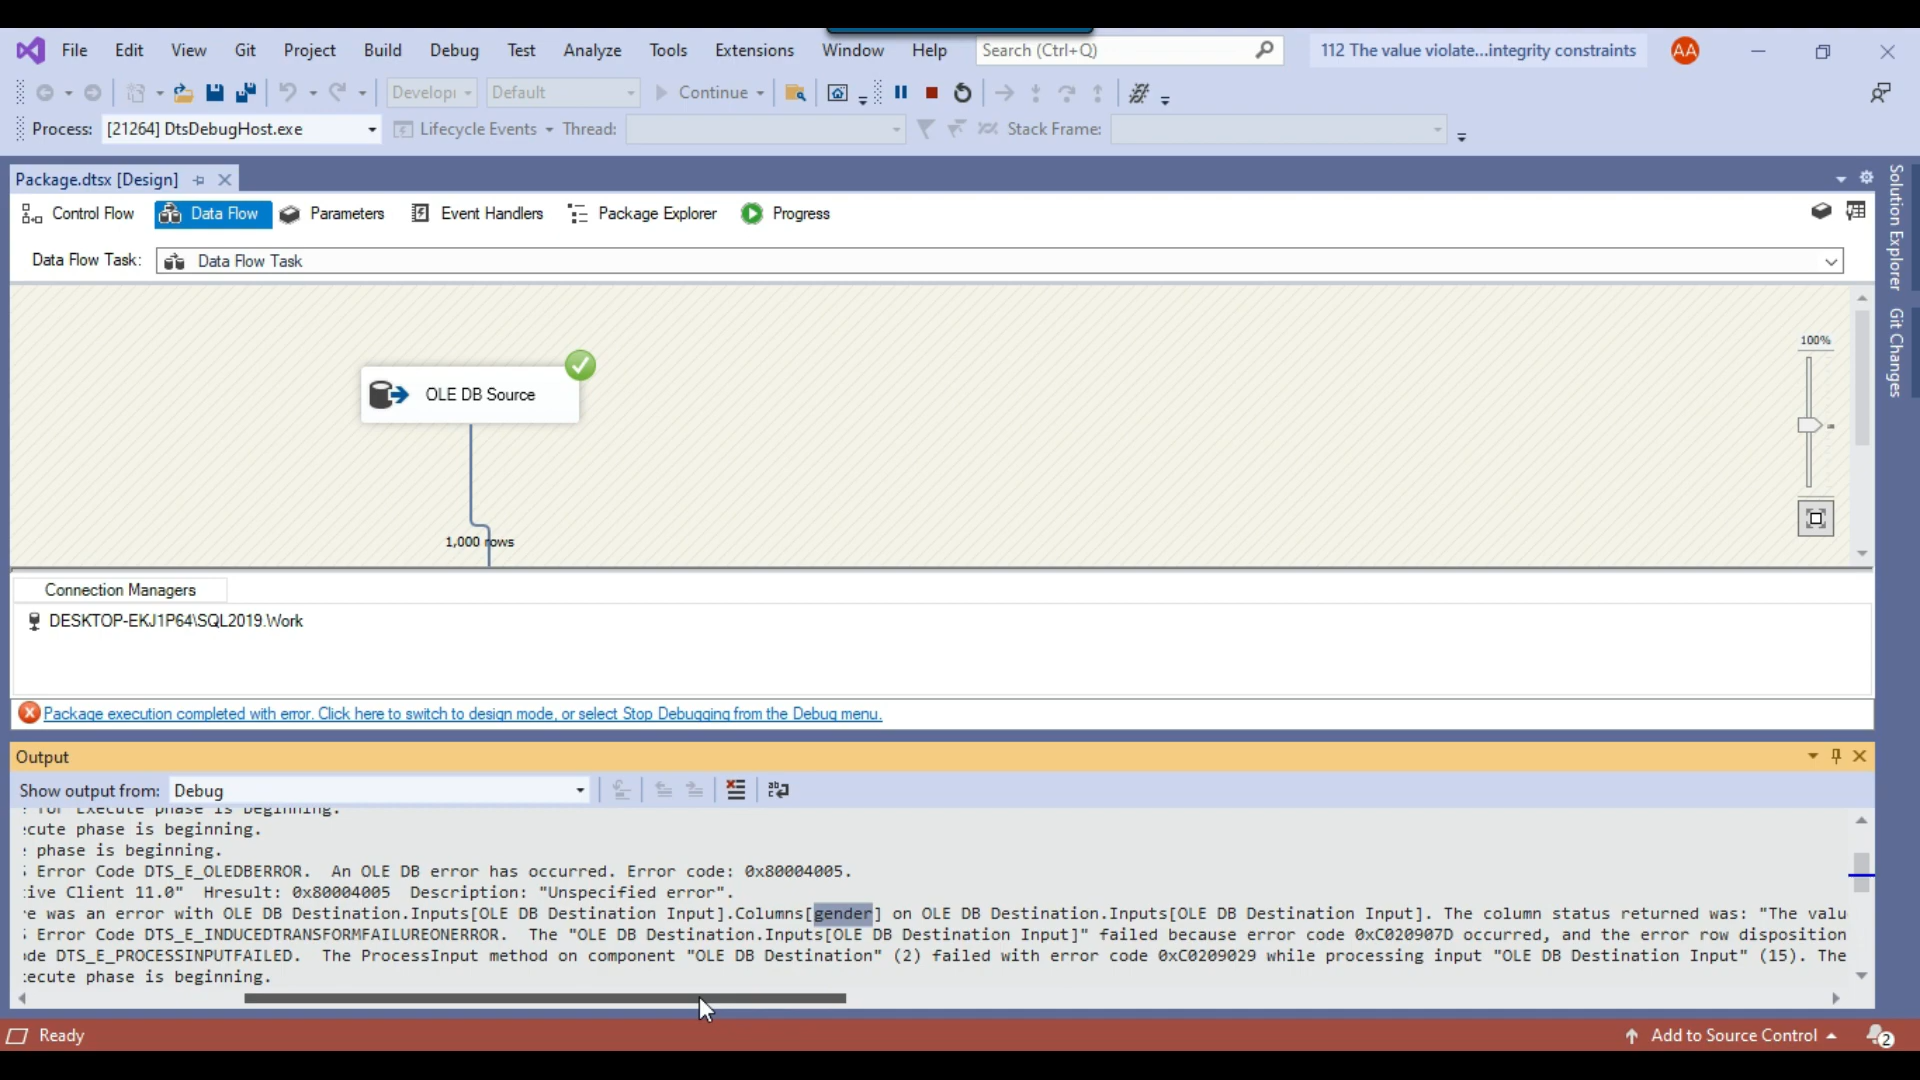 File Edit View Git Project Build Debug Test Analyze Tools Extensions Window Help Search (Ctrl+Q) 112 The value violate...integrity constraints AA
Develop Default Continue
Process: [21264] DtsDebugHost.exe Lifecycle Events Thread: Stack Frame:
Package.dtsx [Design]
Control Flow Data Flow Parameters Event Handlers Package Explorer Progress
Data Flow Task: Data Flow Task
Solution Explorer
Git Changes
100%
OLE DB Source
1,000 rows
Connection Managers
DESKTOP-EKJ1P64\SQL2019.Work
Package execution completed with error. Click here to switch to design mode, or select Stop Debugging from the Debug menu.
Output
Show output from: Debug
for Execute phase is beginning.
cute phase is beginning.
phase is beginning.
Error Code DTS_E_OLEDBERROR. An OLE DB error has occurred. Error code: 0x80004005.
ive Client 11.0" Hresult: 0x80004005 Description: "Unspecified error".
e was an error with OLE DB Destination.Inputs[OLE DB Destination Input].Columns[gender] on OLE DB Destination.Inputs[OLE DB Destination Input]. The column status returned was: "The valu
Error Code DTS_E_INDUCEDTRANSFORMFAILUREONERROR. The "OLE DB Destination.Inputs[OLE DB Destination Input]" failed because error code 0xC020907D occurred, and the error row disposition
de DTS_E_PROCESSINPUTFAILED. The ProcessInput method on component "OLE DB Destination" (2) failed with error code 0xC0209029 while processing input "OLE DB Destination Input" (15). The
ecute phase is beginning.
Ready Add to Source Control 2